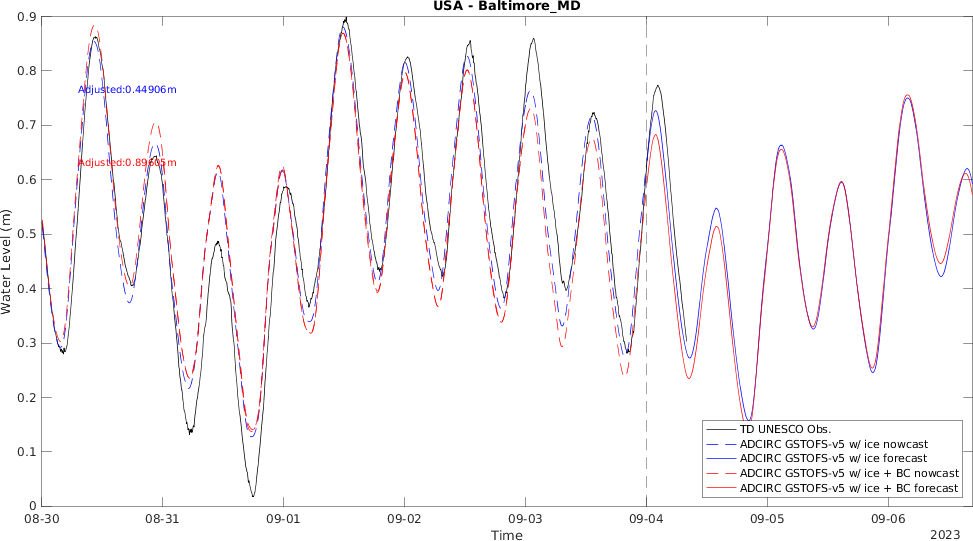 USA - Baltimore_MD
0.9
0.8
0.7
0.6
0.5
0.4
0.3
0.2
0.1
0
Water Level (m)
Adjusted:0.44906m
Adjusted:0.89605m
TD UNESCO Obs.
ADCIRC GSTOFS-v5 w/ ice nowcast
ADCIRC GSTOFS-v5 w/ ice forecast
ADCIRC GSTOFS-v5 w/ ice + BC nowcast
ADCIRC GSTOFS-v5 w/ ice + BC forecast
08-30 08-31 09-01 09-02 09-03 09-04 09-05 09-06
Time
2023